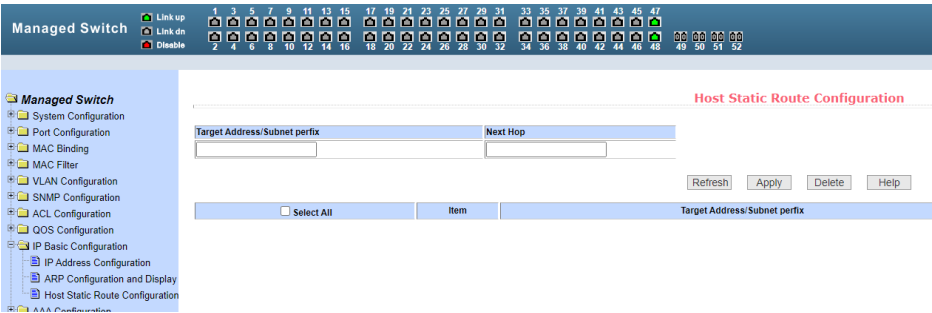 Managed Switch
Link up
Link dn
Disable
1 3 5 7 9 11 13 15 17 19 21 23 25 27 29 31 33 35 37 39 41 43 45 47
2 4 6 8 10 12 14 16 18 20 22 24 26 28 30 32 34 36 38 40 42 44 46 48 49 50 51 52
Managed Switch
System Configuration
Port Configuration
MAC Binding
MAC Filter
VLAN Configuration
SNMP Configuration
ACL Configuration
QOS Configuration
IP Basic Configuration
IP Address Configuration
ARP Configuration and Display
Host Static Route Configuration
AAA Configuration
Host Static Route Configuration
Target Address/Subnet perfix Next Hop
Refresh Apply Delete Help
Select All Item Target Address/Subnet perfix